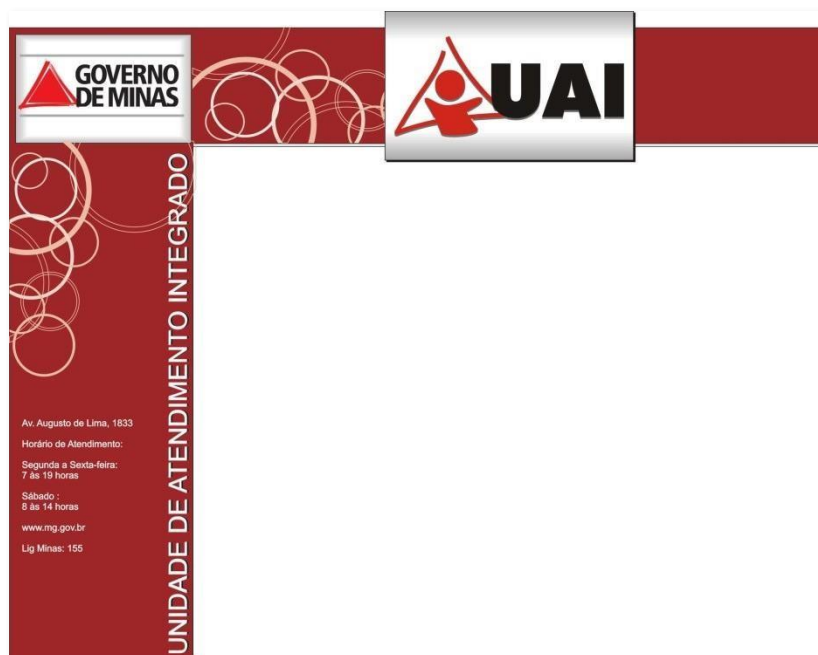 GOVERNO
DE MINAS
UAI
UNIDADE DE ATENDIMENTO INTEGRADO
Av. Augusto de Lima, 1833
Horário de Atendimento:
Segunda a Sexta-feira:
7 às 19 horas
Sábado :
8 às 14 horas
www.mg.gov.br
Lig Minas: 155